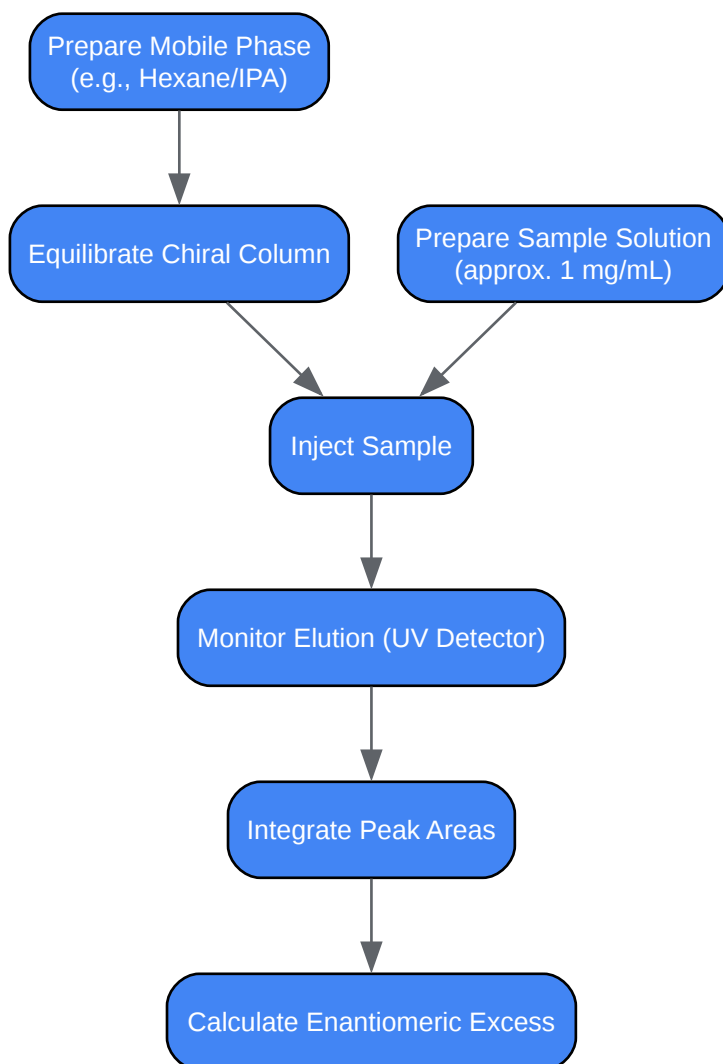 Prepare Mobile Phase
(e.g., Hexane/IPA)
Equilibrate Chiral Column
Prepare Sample Solution
(approx. 1 mg/mL)
Inject Sample
Monitor Elution (UV Detector)
Integrate Peak Areas
Calculate Enantiomeric Excess